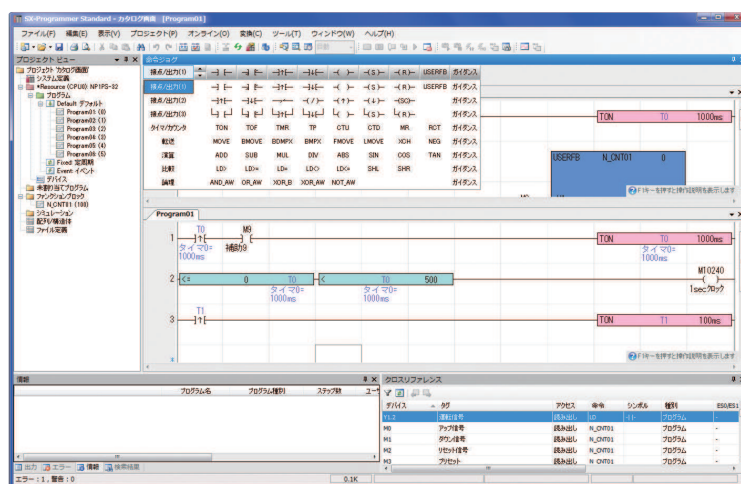 SX-Programmer Standard - カタログ画面 [Program01]
ファイル(F) 編集(E) 表示(V) プロジェクト(P) オンライン(O) 変換(C) ツール(T) ウィンドウ(W) ヘルプ(H)
プロジェクト ビュー
プロジェクト カタログ画面
システム定義
*Resource (CPU0): NP1PS-32
プログラム
Default デフォルト
Program01 (0)
Program02 (1)
Program03 (2)
Program04 (3)
Program05 (4)
Program06 (5)
Fixed 定周期
Event イベント
デバイス
未割り当てプログラム
ファンクションブロック
N_CNT01 (100)
シミュレーション
配列/構造体
ファイル定義
命令ジョグ
接点/出力(1) USERFB ガイダンス
接点/出力(1) USERFB ガイダンス
接点/出力(2) ガイダンス
接点/出力(3) ガイダンス
タイマ/カウンタ TON TOF TMR TP CTU CTD MR RCT ガイダンス
転送 MOVE BMOVE BDMPX BMPX FMOVE LMOVE XCH NEG ガイダンス
演算 ADD SUB MUL DIV ABS SIN COS TAN ガイダンス
比較 LD> LD>= LD= LD<> LD<= SHL SHR ガイダンス
論理 AND_AW OR_AW XOR_B XOR_AW NOT_AW ガイダンス
TON T0 1000ms
USERFB N_CNT01 0
F1キーを押すと操作説明を表示します
Program01
T0 M9
1 TON T0 1000ms
タイマ0=
1000ms
補助9
タイマ0=
1000ms
2 <= 0 T0 < T0 500
M10240
タイマ0=
1000ms
タイマ0=
1000ms
1secクロック
T1
3 TON T1 100ms
F1キーを押すと操作説明を表示します
情報
プログラム名 プログラム種別 ステップ数
出力 エラー 情報 検索結果
クロスリファレンス
デバイス タグ アクセス 命令 シンボル 種別 ES0/ES1
Y1.2 運転信号 読み出し LD プログラム -
M0 アップ信号 読み出し N_CNT01 プログラム -
M1 ダウン信号 読み出し N_CNT01 プログラム -
M2 リセット信号 読み出し N_CNT01 プログラム -
M3 プリセット 読み出し N_CNT01 プログラム -
エラー : 1 , 警告 : 0
0.1K